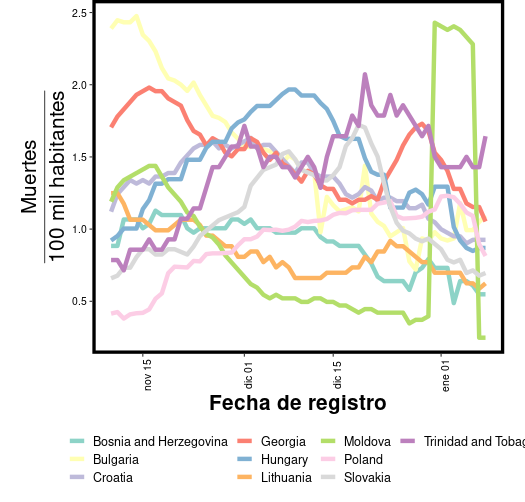 2.5
2.0
1.5
1.0
0.5
Muertes
100 mil habitantes
nov 15
dic 01
dic 15
ene 01
Fecha de registro
Bosnia and Herzegovina Georgia Moldova Trinidad and Tobag
Bulgaria Hungary Poland
Croatia Lithuania Slovakia